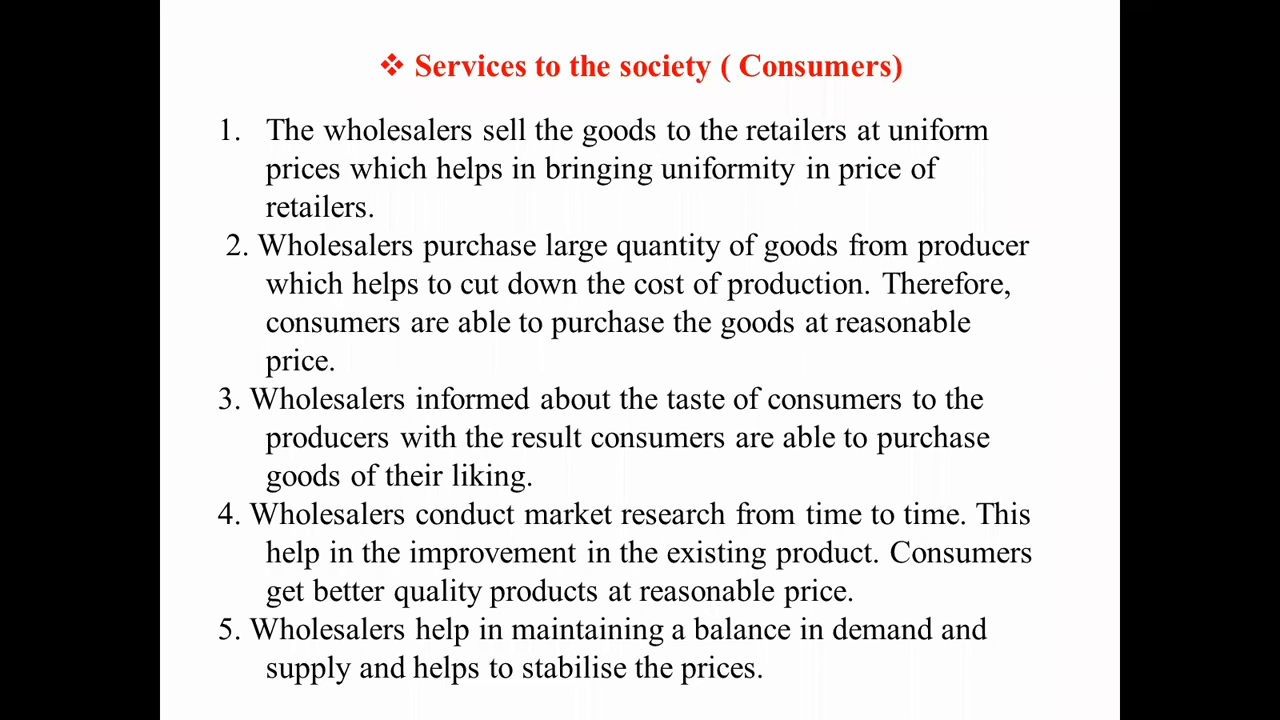 ❖ Services to the society ( Consumers)
1. The wholesalers sell the goods to the retailers at uniform
prices which helps in bringing uniformity in price of
retailers.
2. Wholesalers purchase large quantity of goods from producer
which helps to cut down the cost of production. Therefore,
consumers are able to purchase the goods at reasonable
price.
3. Wholesalers informed about the taste of consumers to the
producers with the result consumers are able to purchase
goods of their liking.
4. Wholesalers conduct market research from time to time. This
help in the improvement in the existing product. Consumers
get better quality products at reasonable price.
5. Wholesalers help in maintaining a balance in demand and
supply and helps to stabilise the prices.